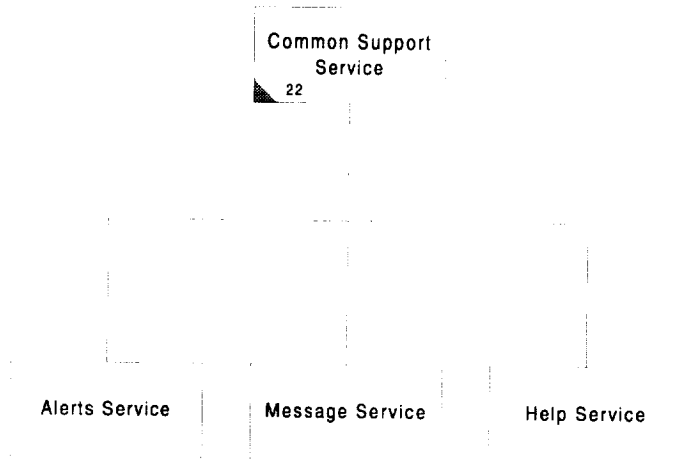 Common Support
Service
22
Alerts Service
Message Service
Help Service